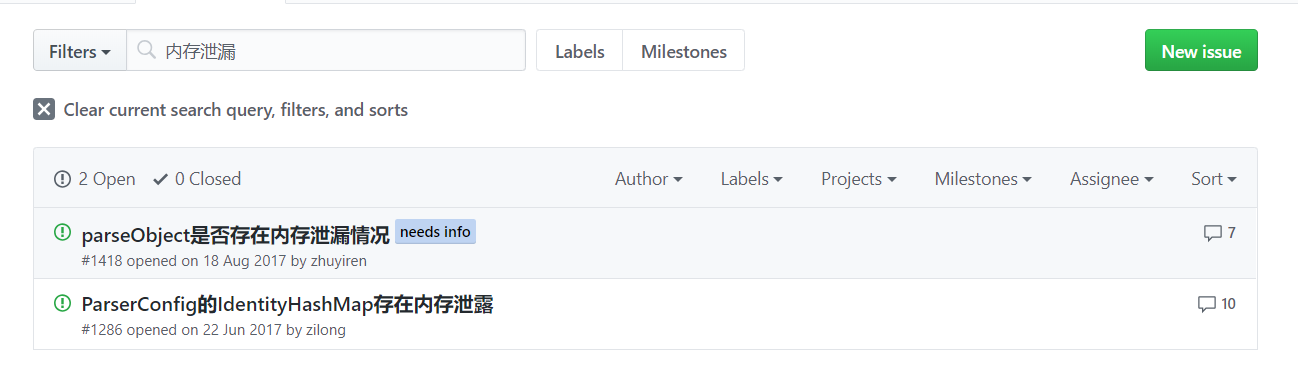 Filters 内存泄漏 Labels Milestones New issue
Clear current search query, filters, and sorts
2 Open 0 Closed Author Labels Projects Milestones Assignee Sort
parseObject是否存在内存泄漏情况 needs info 7
#1418 opened on 18 Aug 2017 by zhuyiren
ParserConfig的IdentityHashMap存在内存泄露 10
#1286 opened on 22 Jun 2017 by zilong